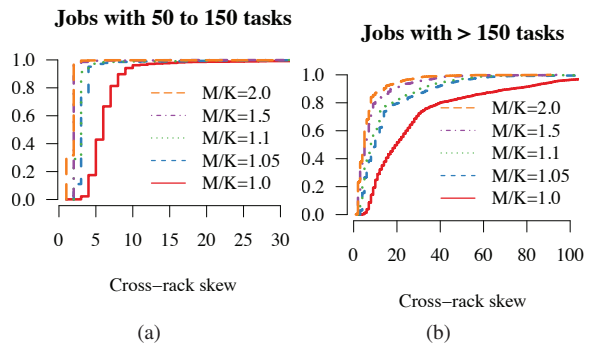 Jobs with 50 to 150 tasks
1.0
0.8
0.6
0.4
0.2
0.0
M/K=2.0
M/K=1.5
M/K=1.1
M/K=1.05
M/K=1.0
0 5 10 15 20 25 30
Cross−rack skew
(a)
Jobs with > 150 tasks
1.0
0.8
0.6
0.4
0.2
0.0
M/K=2.0
M/K=1.5
M/K=1.1
M/K=1.05
M/K=1.0
0 20 40 60 80 100
Cross−rack skew
(b)